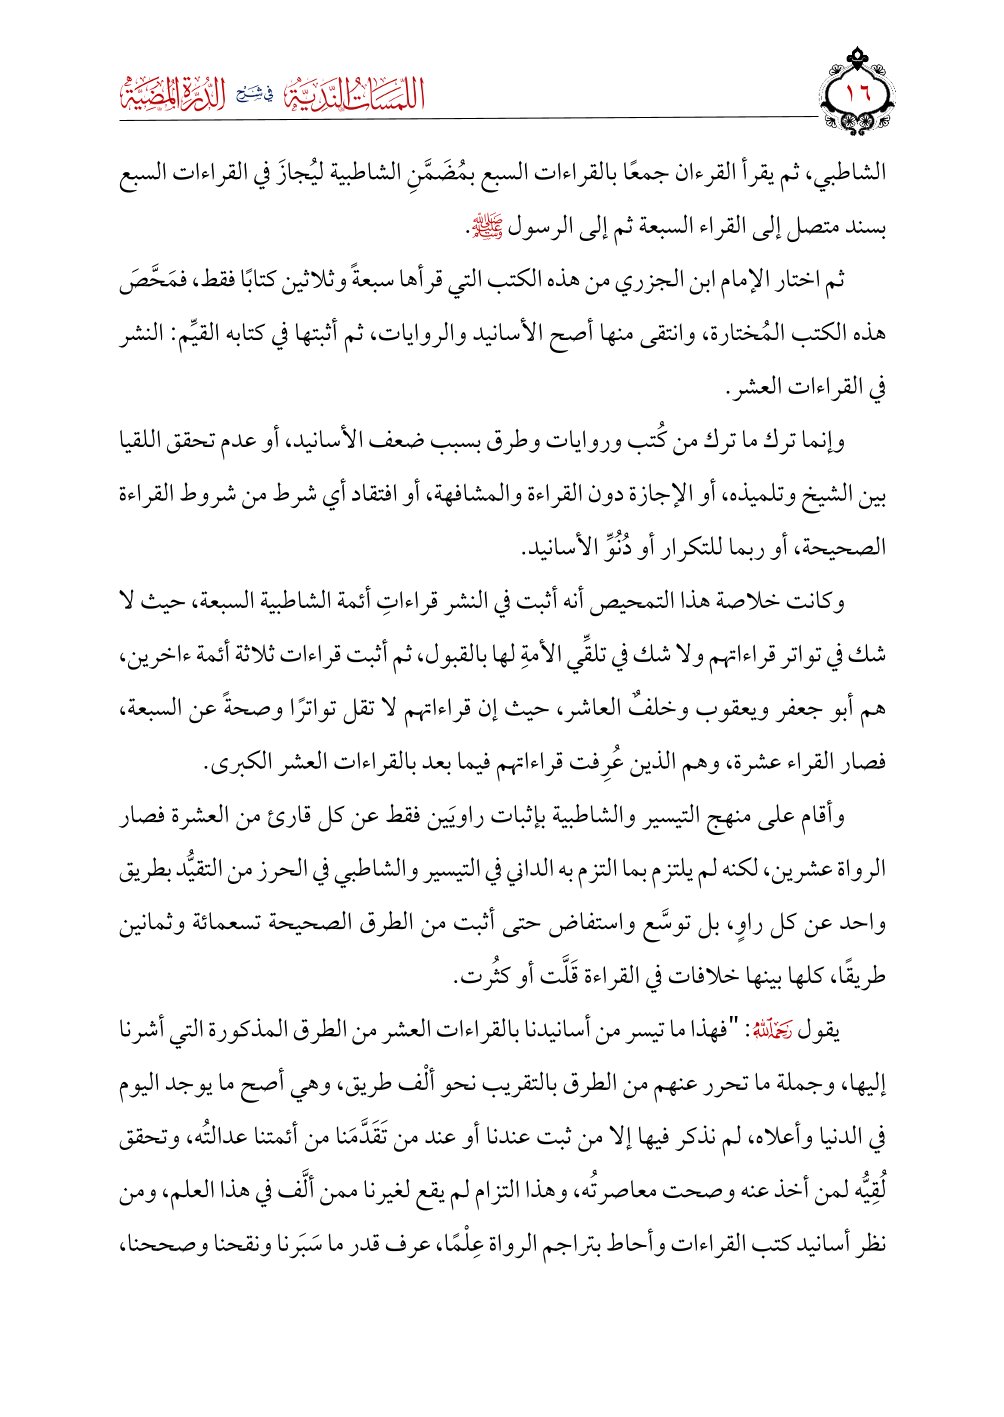 ١٦
اللمسات الندية في شرح الدرة المضية
الشاطبي، ثم يقرأ القرءان جمعًا بالقراءات السبع بمُضَمَّنِ الشاطبية ليُجازَ في القراءات السبع
بسند متصل إلى القراء السبعة ثم إلى الرسول ﷺ.
ثم اختار الإمام ابن الجزري من هذه الكتب التي قرأها سبعةً وثلاثين كتابًا فقط، فمَحَّصَ
هذه الكتب المُختارة، وانتقى منها أصح الأسانيد والروايات، ثم أثبتها في كتابه القيِّم: النشر
في القراءات العشر.
وإنما ترك ما ترك من كُتب وروايات وطرق بسبب ضعف الأسانيد، أو عدم تحقق اللقيا
بين الشيخ وتلميذه، أو الإجازة دون القراءة والمشافهة، أو افتقاد أي شرط من شروط القراءة
الصحيحة، أو ربما للتكرار أو دُنُوِّ الأسانيد.
وكانت خلاصة هذا التمحيص أنه أثبت في النشر قراءاتِ أئمة الشاطبية السبعة، حيث لا
شك في تواتر قراءاتهم ولا شك في تلقِّي الأمةِ لها بالقبول، ثم أثبت قراءات ثلاثة أئمة ءاخرين،
هم أبو جعفر ويعقوب وخلفٌ العاشر، حيث إن قراءاتهم لا تقل تواترًا وصحةً عن السبعة،
فصار القراء عشرة، وهم الذين عُرِفت قراءاتهم فيما بعد بالقراءات العشر الكبرى.
وأقام على منهج التيسير والشاطبية بإثبات راويَين فقط عن كل قارئ من العشرة فصار
الرواة عشرين، لكنه لم يلتزم بما التزم به الداني في التيسير والشاطبي في الحرز من التقيُّد بطريق
واحد عن كل راوٍ، بل توسَّع واستفاض حتى أثبت من الطرق الصحيحة تسعمائة وثمانين
طريقًا، كلها بينها خلافات في القراءة قَلَّت أو كثُرت.
يقول رَحِمَهُ ٱللَّهُ: "فهذا ما تيسر من أسانيدنا بالقراءات العشر من الطرق المذكورة التي أشرنا
إليها، وجملة ما تحرر عنهم من الطرق بالتقريب نحو ألْف طريق، وهي أصح ما يوجد اليوم
في الدنيا وأعلاه، لم نذكر فيها إلا من ثبت عندنا أو عند من تَقَدَّمَنا من أئمتنا عدالتُه، وتحقق
لُقِيُّه لمن أخذ عنه وصحت معاصرتُه، وهذا التزام لم يقع لغيرنا ممن ألَّف في هذا العلم، ومن
نظر أسانيد كتب القراءات وأحاط بتراجم الرواة عِلْمًا، عرف قدر ما سَبَرنا ونقحنا وصححنا،